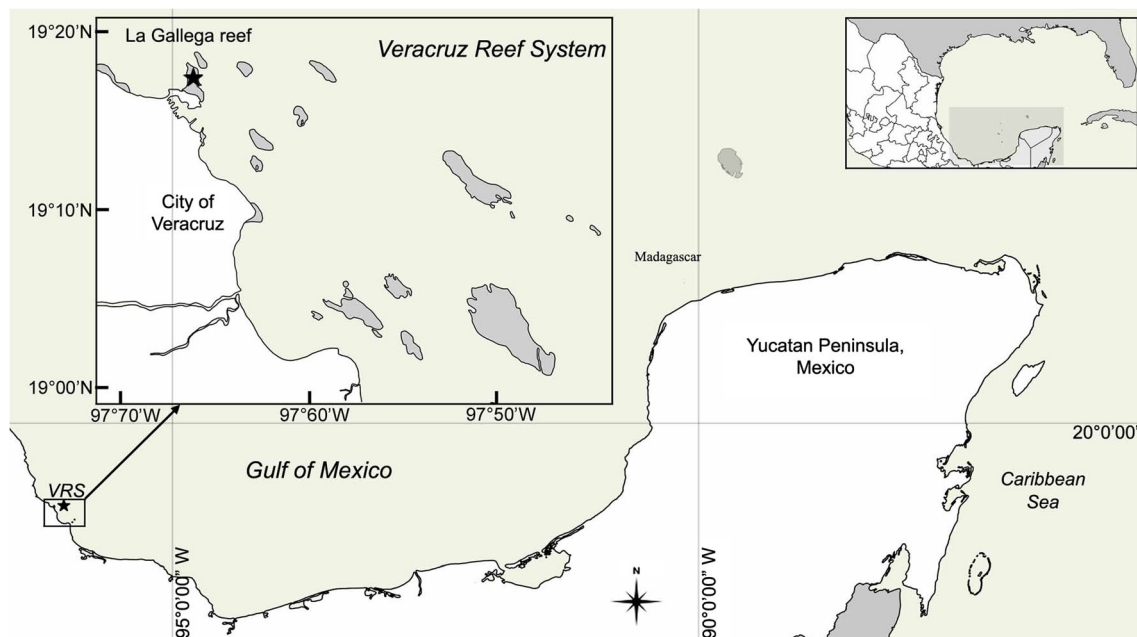 19°20'N
La Gallega reef
Veracruz Reef System
City of
Veracruz
19°10'N
19°00'N
97°70'W
97°60'W
97°50'W
Madagascar
Yucatan Peninsula,
Mexico
20°0'00"
Gulf of Mexico
VRS
Caribbean
Sea
95°0'00" W
N
90°0'00" W